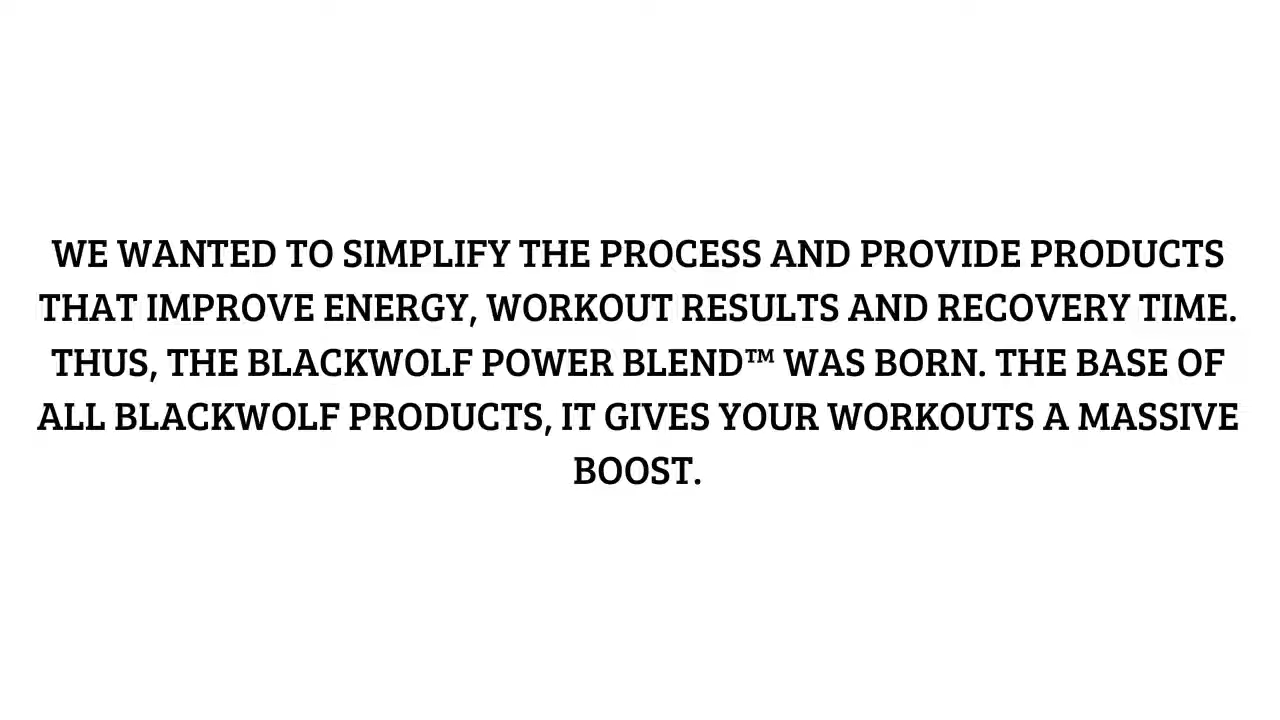 WE WANTED TO SIMPLIFY THE PROCESS AND PROVIDE PRODUCTS
THAT IMPROVE ENERGY, WORKOUT RESULTS AND RECOVERY TIME.
THUS, THE BLACKWOLF POWER BLEND™ WAS BORN. THE BASE OF
ALL BLACKWOLF PRODUCTS, IT GIVES YOUR WORKOUTS A MASSIVE
BOOST.